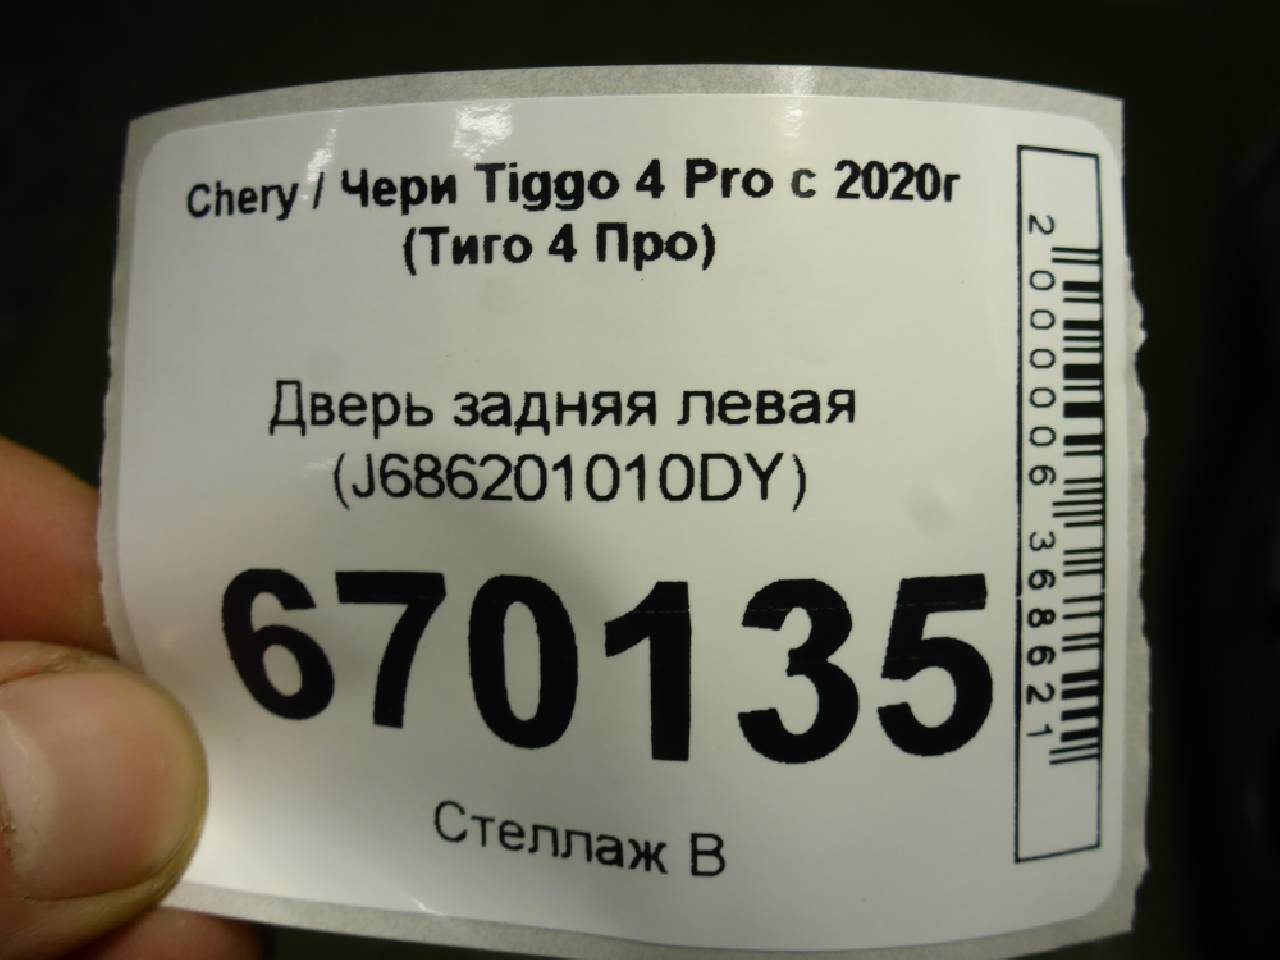 Chery / Чери Tiggo 4 Pro с 2020г
(Тиго 4 Про)
Дверь задняя левая
(J686201010DY)
670135
Стеллаж В
2000006368621